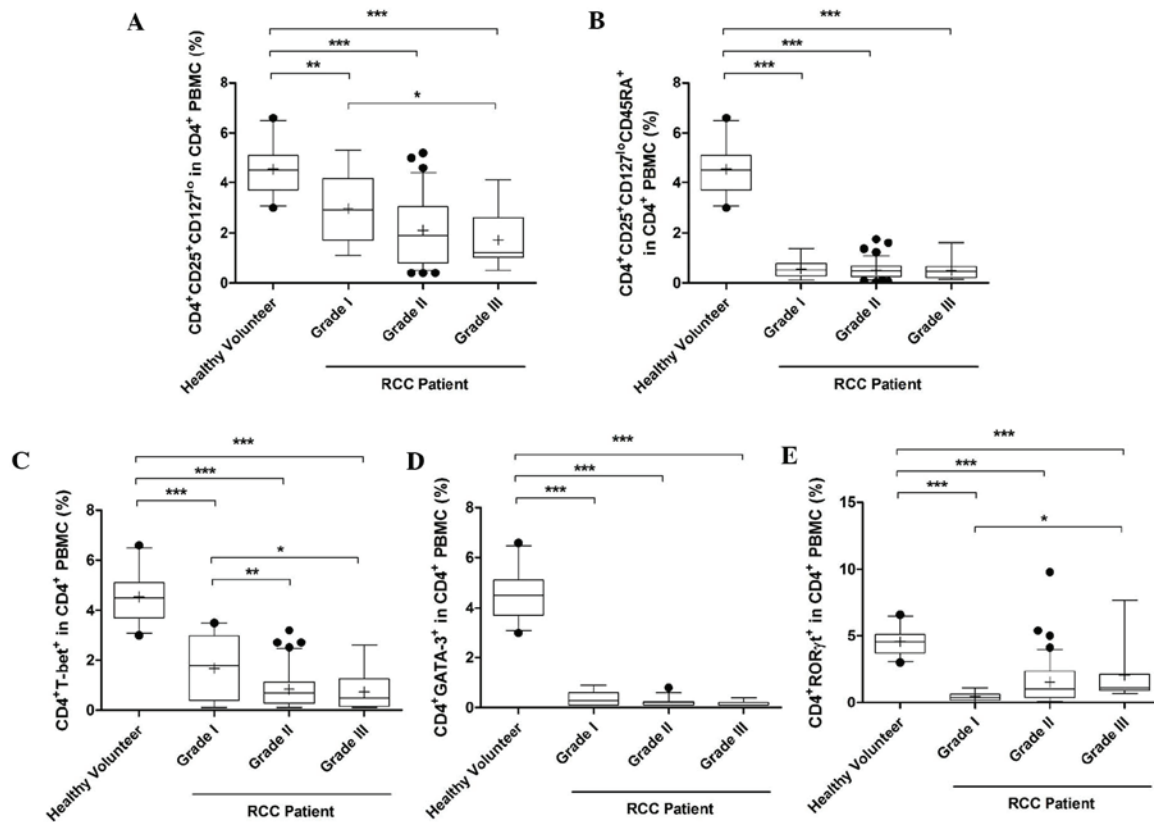 A
***
***
**
*
CD4⁺CD25⁺CD127ˡᵒ in CD4⁺ PBMC (%)
8
6
4
2
0
Healthy Volunteer
Grade I
Grade II
Grade III
RCC Patient
B
***
***
***
CD4⁺CD25⁺CD127ˡᵒCD45RA⁺
in CD4⁺ PBMC (%)
8
6
4
2
0
Healthy Volunteer
Grade I
Grade II
Grade III
RCC Patient
C
***
***
***
*
**
CD4⁺T-bet⁺ in CD4⁺ PBMC (%)
8
6
4
2
0
Healthy Volunteer
Grade I
Grade II
Grade III
RCC Patient
D
***
***
***
CD4⁺GATA-3⁺ in CD4⁺ PBMC (%)
8
6
4
2
0
Healthy Volunteer
Grade I
Grade II
Grade III
RCC Patient
E
***
***
***
*
CD4⁺RORγt⁺ in CD4⁺ PBMC (%)
15
10
5
0
Healthy Volunteer
Grade I
Grade II
Grade III
RCC Patient